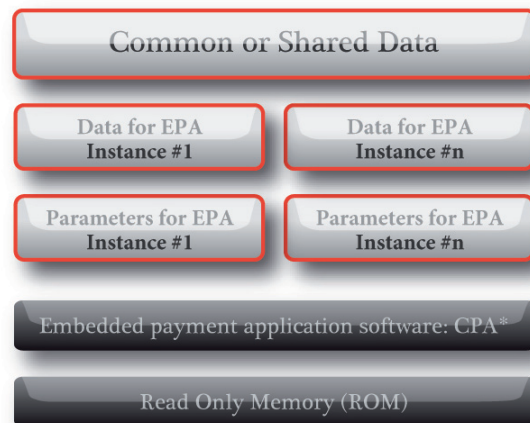 Common or Shared Data
Data for EPA
Instance #1
Data for EPA
Instance #n
Parameters for EPA
Instance #1
Parameters for EPA
Instance #n
Embedded payment application software: CPA*
Read Only Memory (ROM)